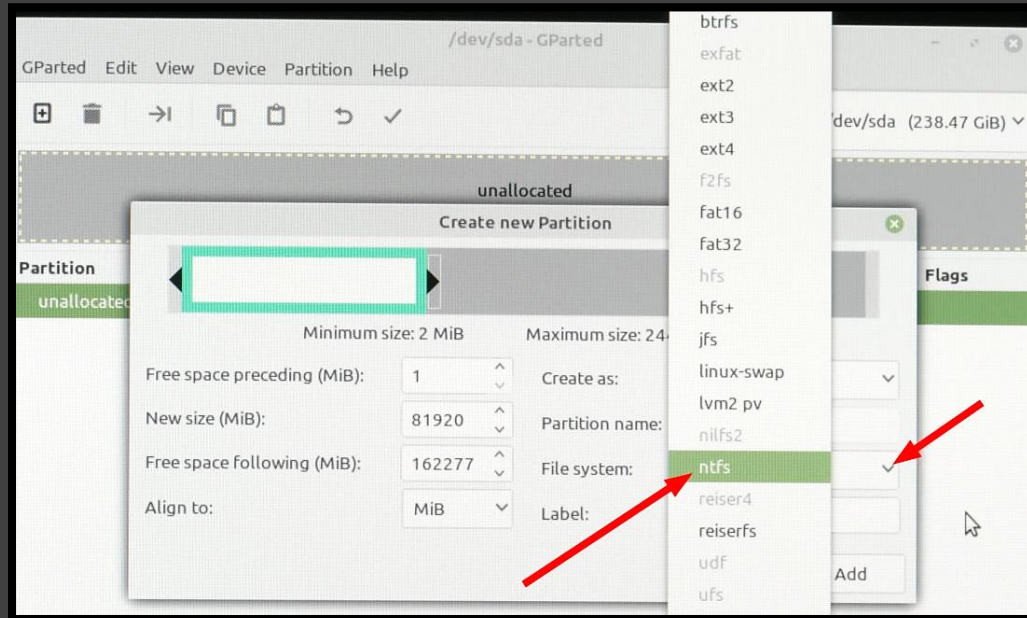 /dev/sda - GParted
GParted Edit View Device Partition Help
/dev/sda (238.47 GiB)
unallocated
Partition
Flags
unallocated
Create new Partition
Minimum size: 2 MiB
Maximum size: 24
Free space preceding (MiB):
1
New size (MiB):
81920
Free space following (MiB):
162277
Align to:
MiB
Create as:
Partition name:
File system:
Label:
btrfs
exfat
ext2
ext3
ext4
f2fs
fat16
fat32
hfs
hfs+
jfs
linux-swap
lvm2 pv
nilfs2
ntfs
reiser4
reiserfs
udf
ufs
Add